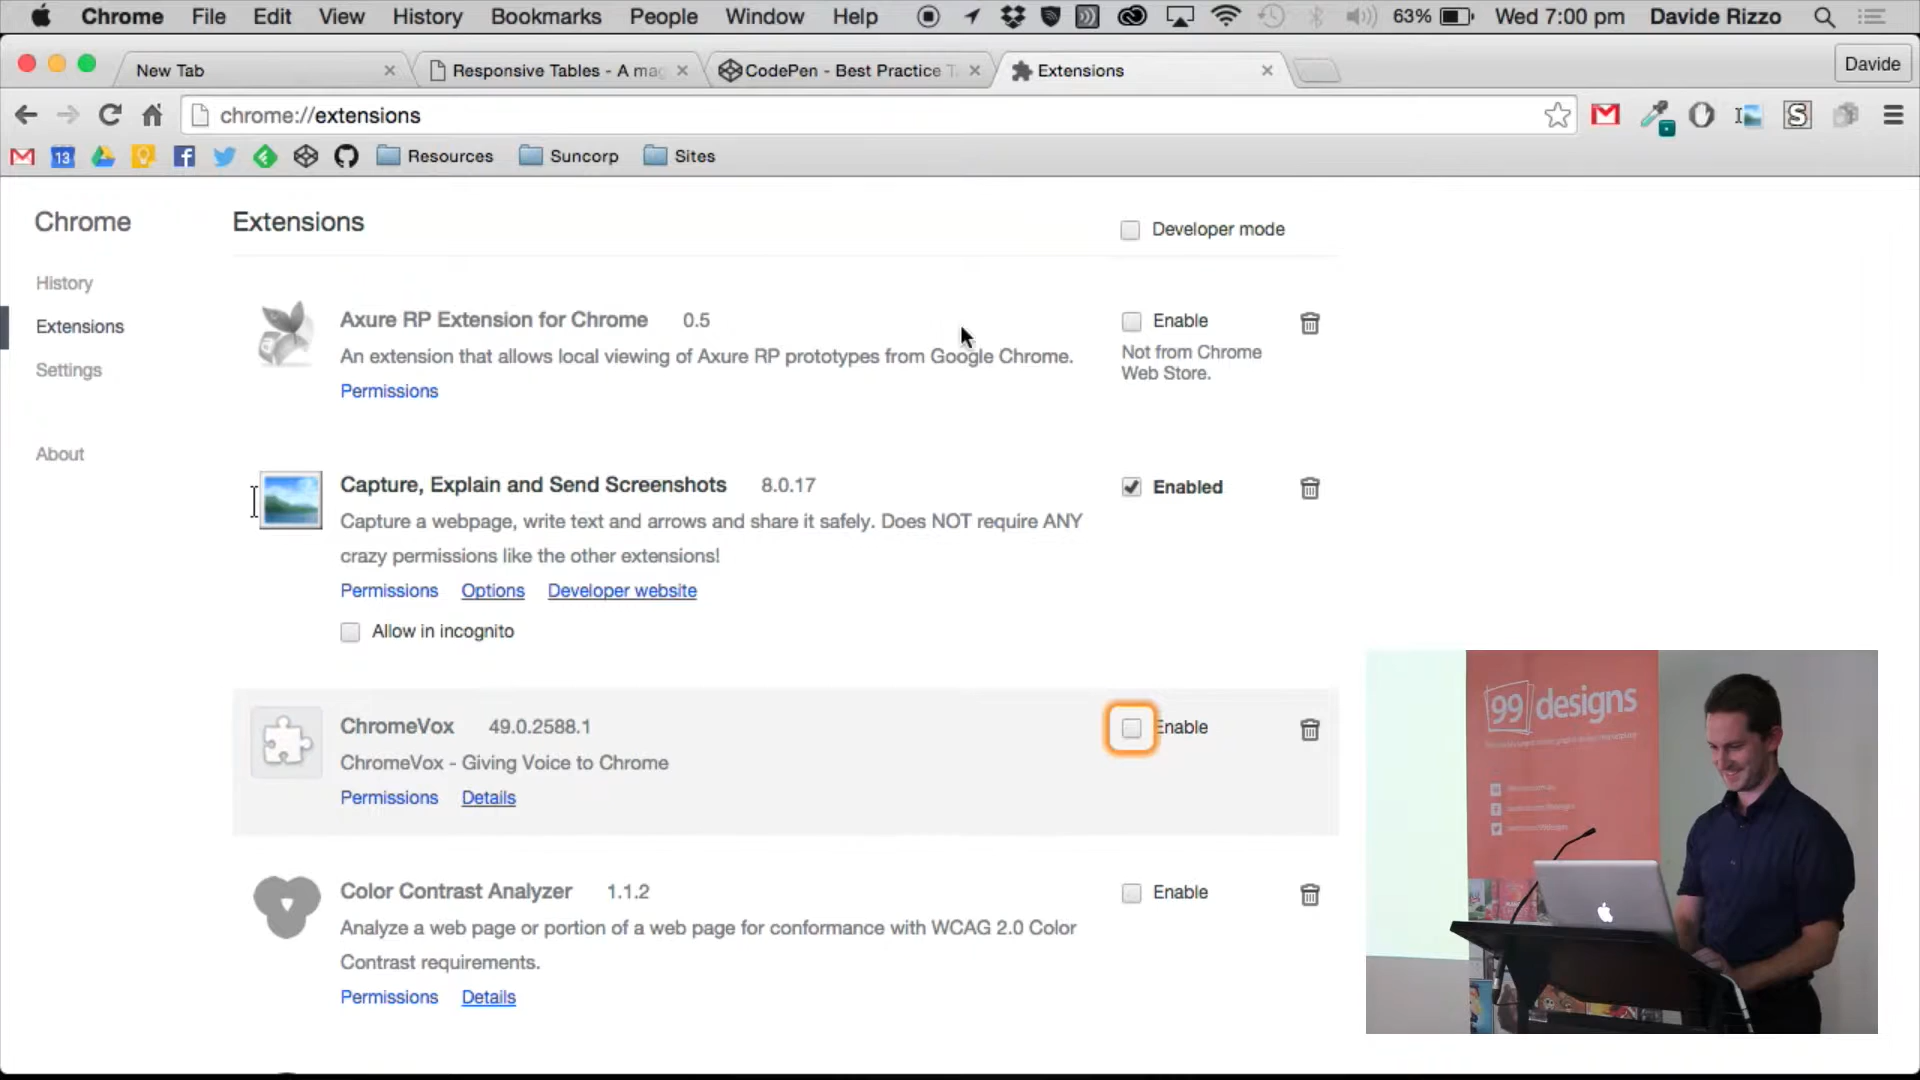 Chrome File Edit View History Bookmarks People Window Help 63% Wed 7:00 pm Davide Rizzo
New Tab Responsive Tables - A mag CodePen - Best Practice T Extensions Davide
chrome://extensions
13 Resources Suncorp Sites
Chrome
History
Extensions
Settings
About
Extensions
Developer mode
Axure RP Extension for Chrome 0.5
An extension that allows local viewing of Axure RP prototypes from Google Chrome.
Permissions
Enable
Not from Chrome
Web Store.
Capture, Explain and Send Screenshots 8.0.17
Capture a webpage, write text and arrows and share it safely. Does NOT require ANY
crazy permissions like the other extensions!
Permissions Options Developer website
Allow in incognito
Enabled
ChromeVox 49.0.2588.1
ChromeVox - Giving Voice to Chrome
Permissions Details
Enable
Color Contrast Analyzer 1.1.2
Analyze a web page or portion of a web page for conformance with WCAG 2.0 Color
Contrast requirements.
Permissions Details
Enable
99designs